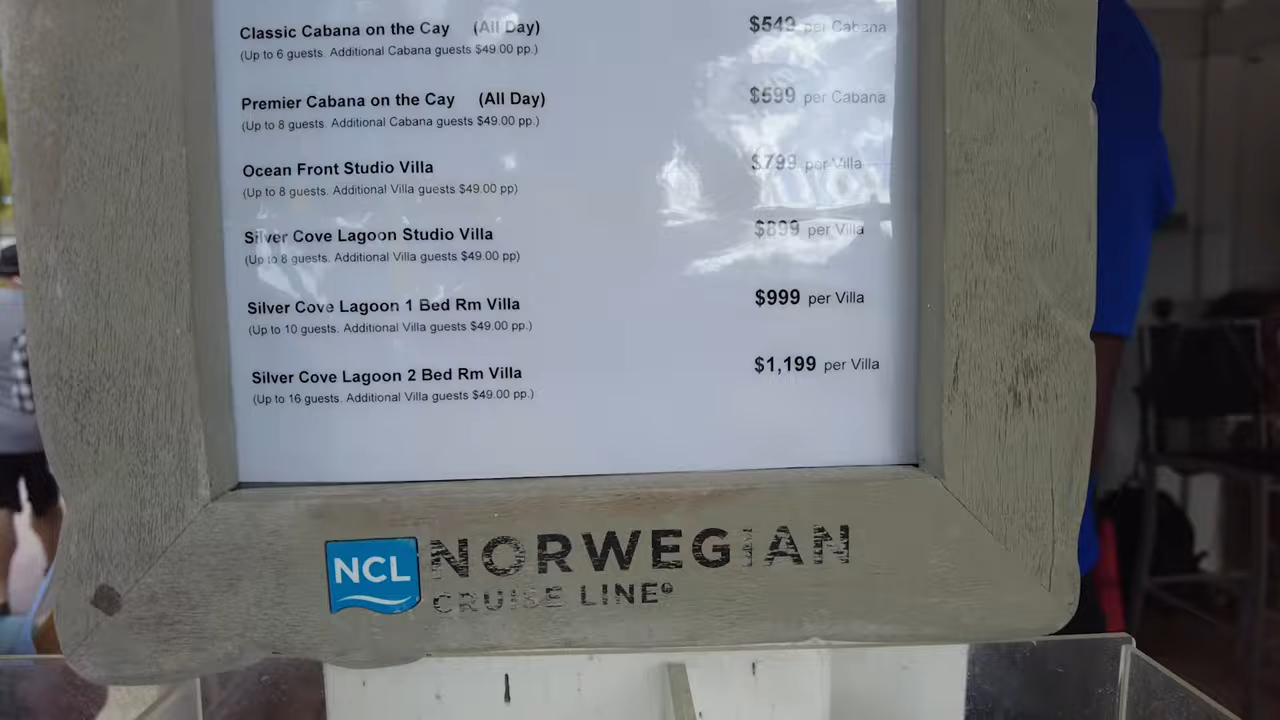 Classic Cabana on the Cay (All Day) $549 per Cabana
(Up to 6 guests. Additional Cabana guests $49.00 pp.)
Premier Cabana on the Cay (All Day) $599 per Cabana
(Up to 8 guests. Additional Cabana guests $49.00 pp.)
Ocean Front Studio Villa $799 per Villa
(Up to 8 guests. Additional Villa guests $49.00 pp)
Silver Cove Lagoon Studio Villa $899 per Villa
(Up to 8 guests. Additional Villa guests $49.00 pp)
Silver Cove Lagoon 1 Bed Rm Villa $999 per Villa
(Up to 10 guests. Additional Villa guests $49.00 pp.)
Silver Cove Lagoon 2 Bed Rm Villa $1,199 per Villa
(Up to 16 guests. Additional Villa guests $49.00 pp.)
NCL NORWEGIAN
CRUISE LINE®